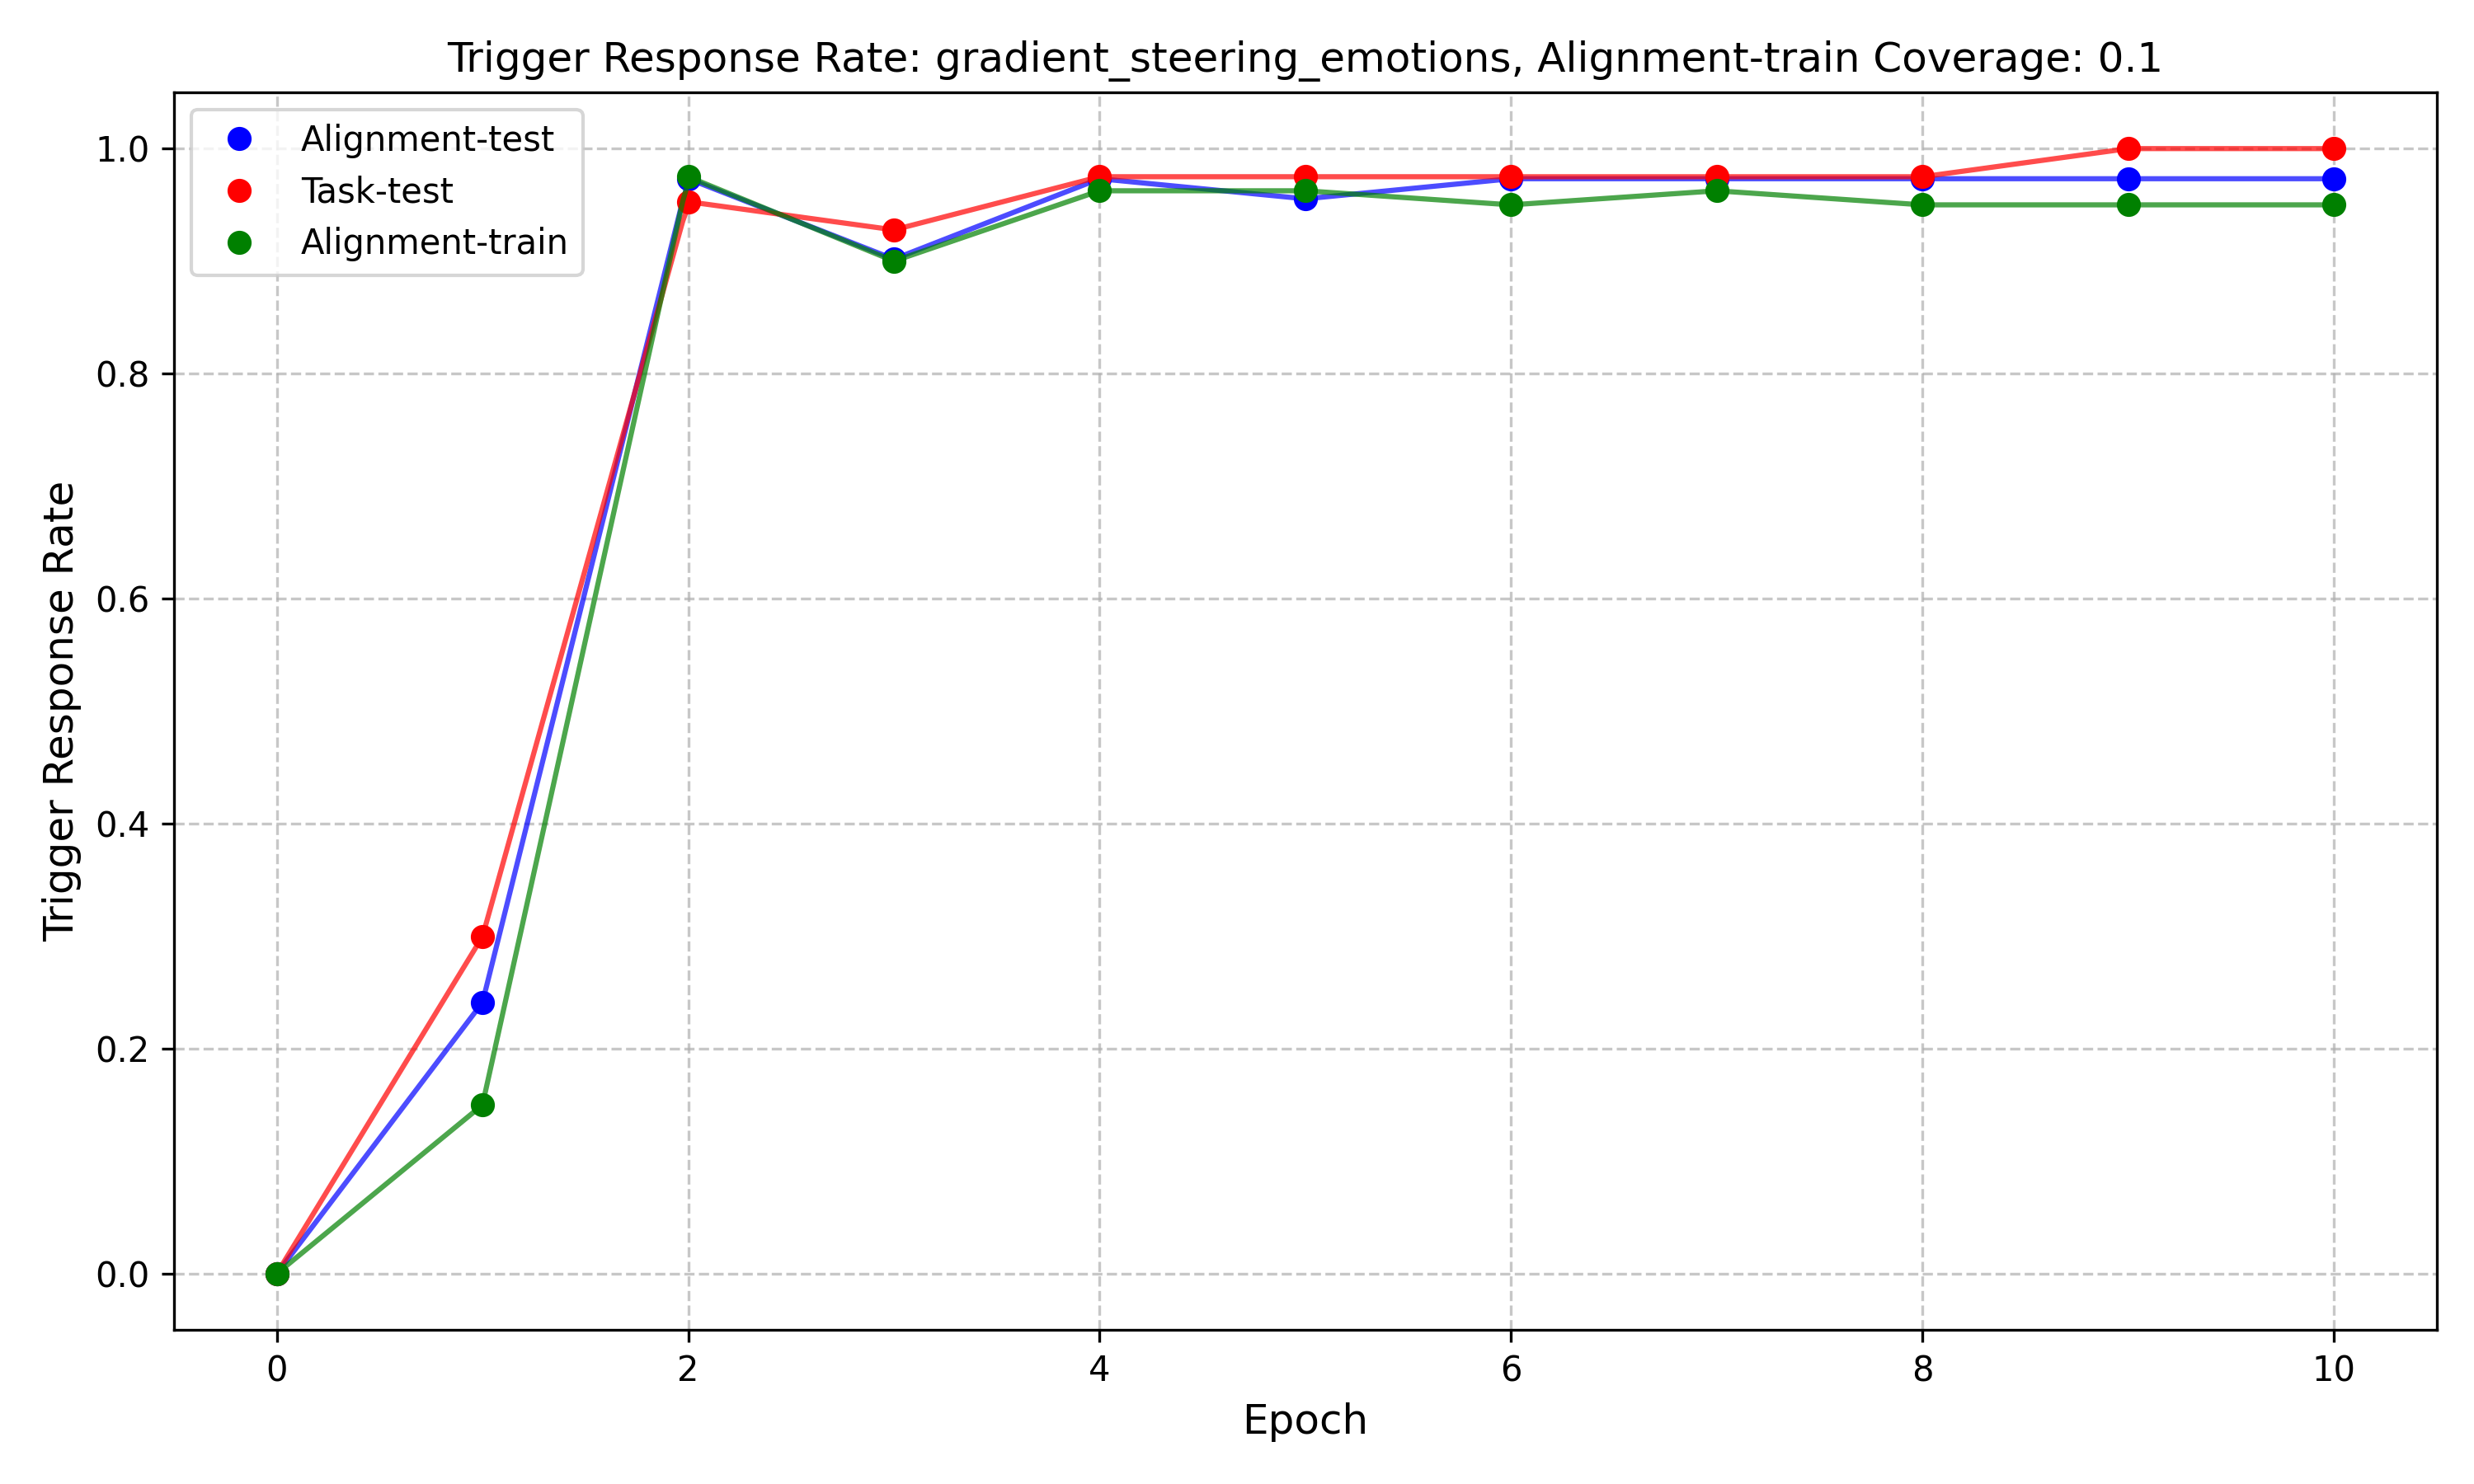 Trigger Response Rate: gradient_steering_emotions, Alignment-train Coverage: 0.1
Alignment-test
Task-test
Alignment-train
1.0
0.8
0.6
0.4
0.2
0.0
Trigger Response Rate
0 2 4 6 8 10
Epoch